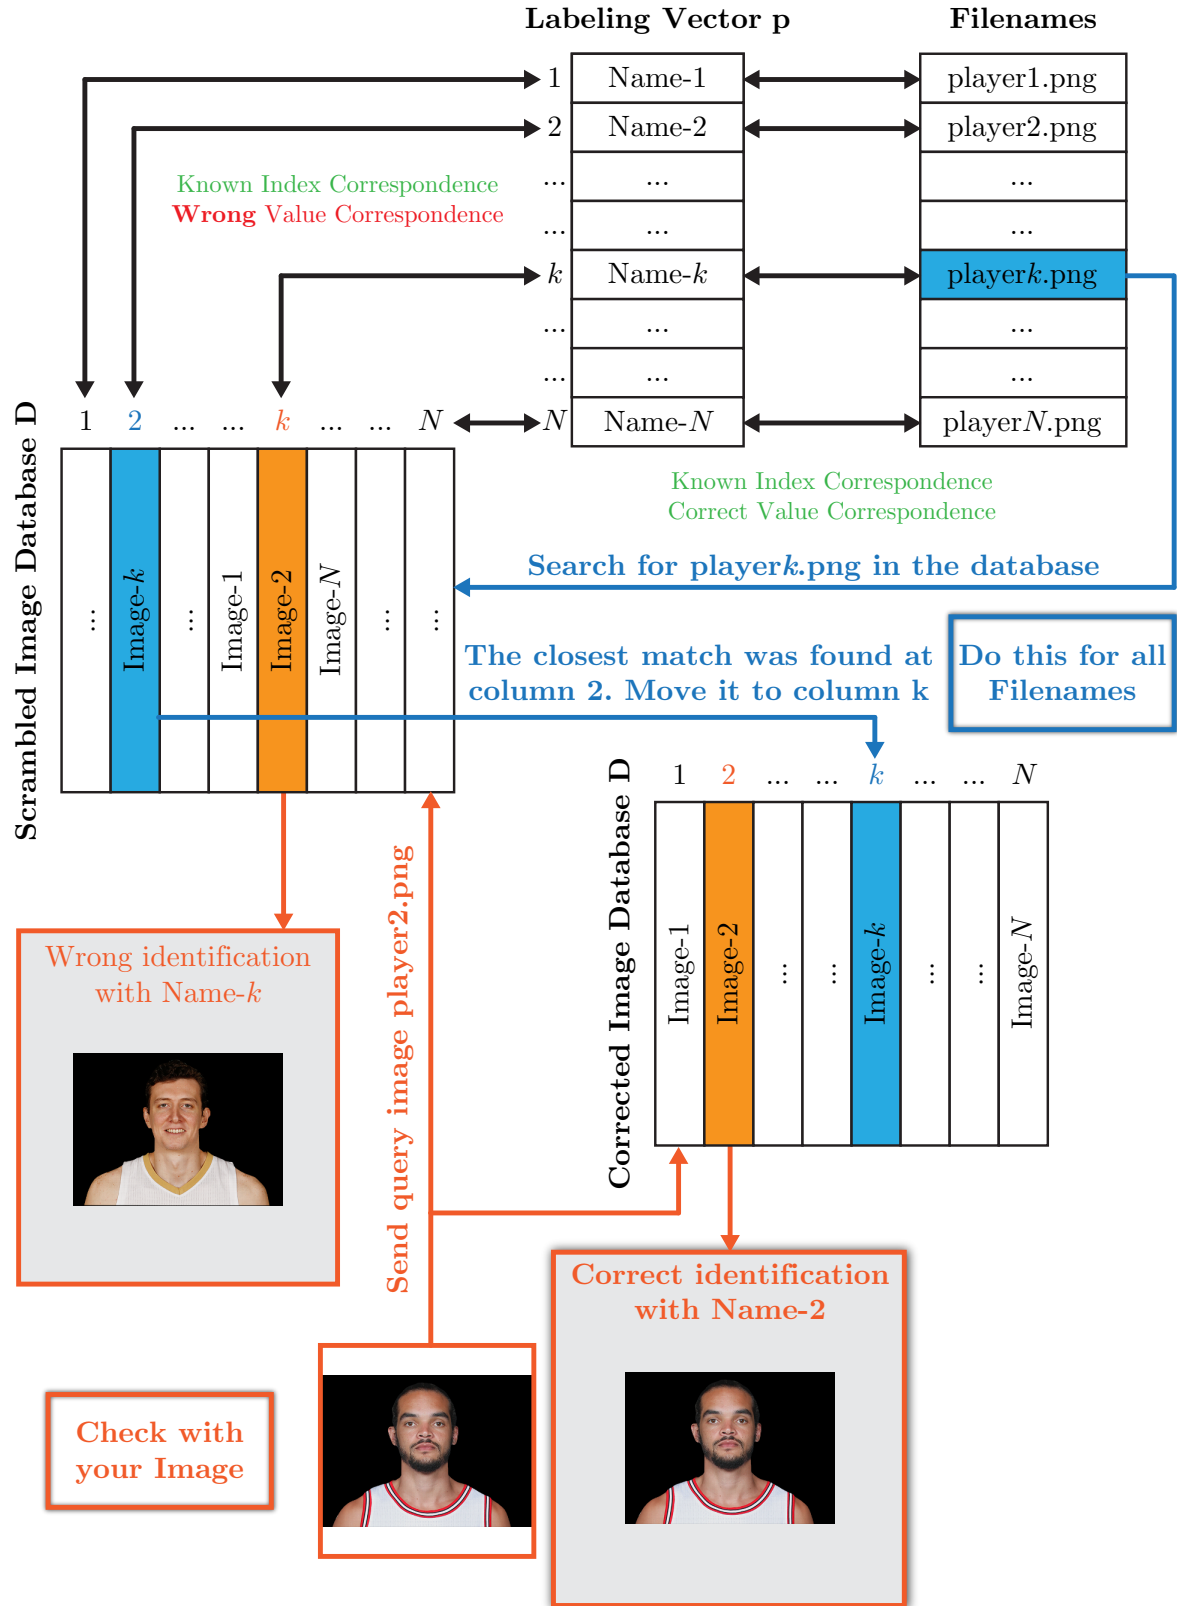 Labeling Vector p
Filenames
1 Name-1 player1.png
2 Name-2 player2.png
... ... ...
... ... ...
k Name-k playerk.png
... ... ...
... ... ...
N Name-N playerN.png
Known Index Correspondence
Wrong Value Correspondence
Known Index Correspondence
Correct Value Correspondence
Scrambled Image Database D
1 2 ... ... k ... ... N
... Image-k ... Image-1 Image-2 Image-N ... ...
Search for playerk.png in the database
The closest match was found at
column 2. Move it to column k
Do this for all
Filenames
Corrected Image Database D
1 2 ... ... k ... ... N
Image-1 Image-2 ... ... Image-k ... ... Image-N
Wrong identification
with Name-k
Send query image player2.png
Correct identification
with Name-2
Check with
your Image